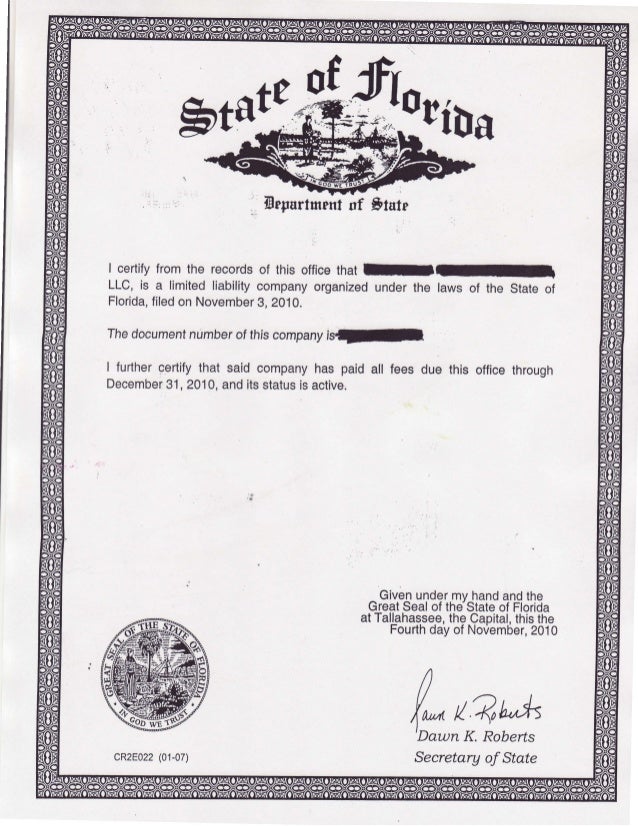 State of Florida
IN GOD WE TRUST
Department of State
I certify from the records of this office that
LLC, is a limited liability company organized under the laws of the State of
Florida, filed on November 3, 2010.
The document number of this company is
I further certify that said company has paid all fees due this office through
December 31, 2010, and its status is active.
Given under my hand and the
Great Seal of the State of Florida
at Tallahassee, the Capital, this the
Fourth day of November, 2010
GREAT SEAL OF THE STATE OF FLORIDA
IN GOD WE TRUST
Dawn K. Roberts
Dawn K. Roberts
Secretary of State
CR2E022 (01-07)